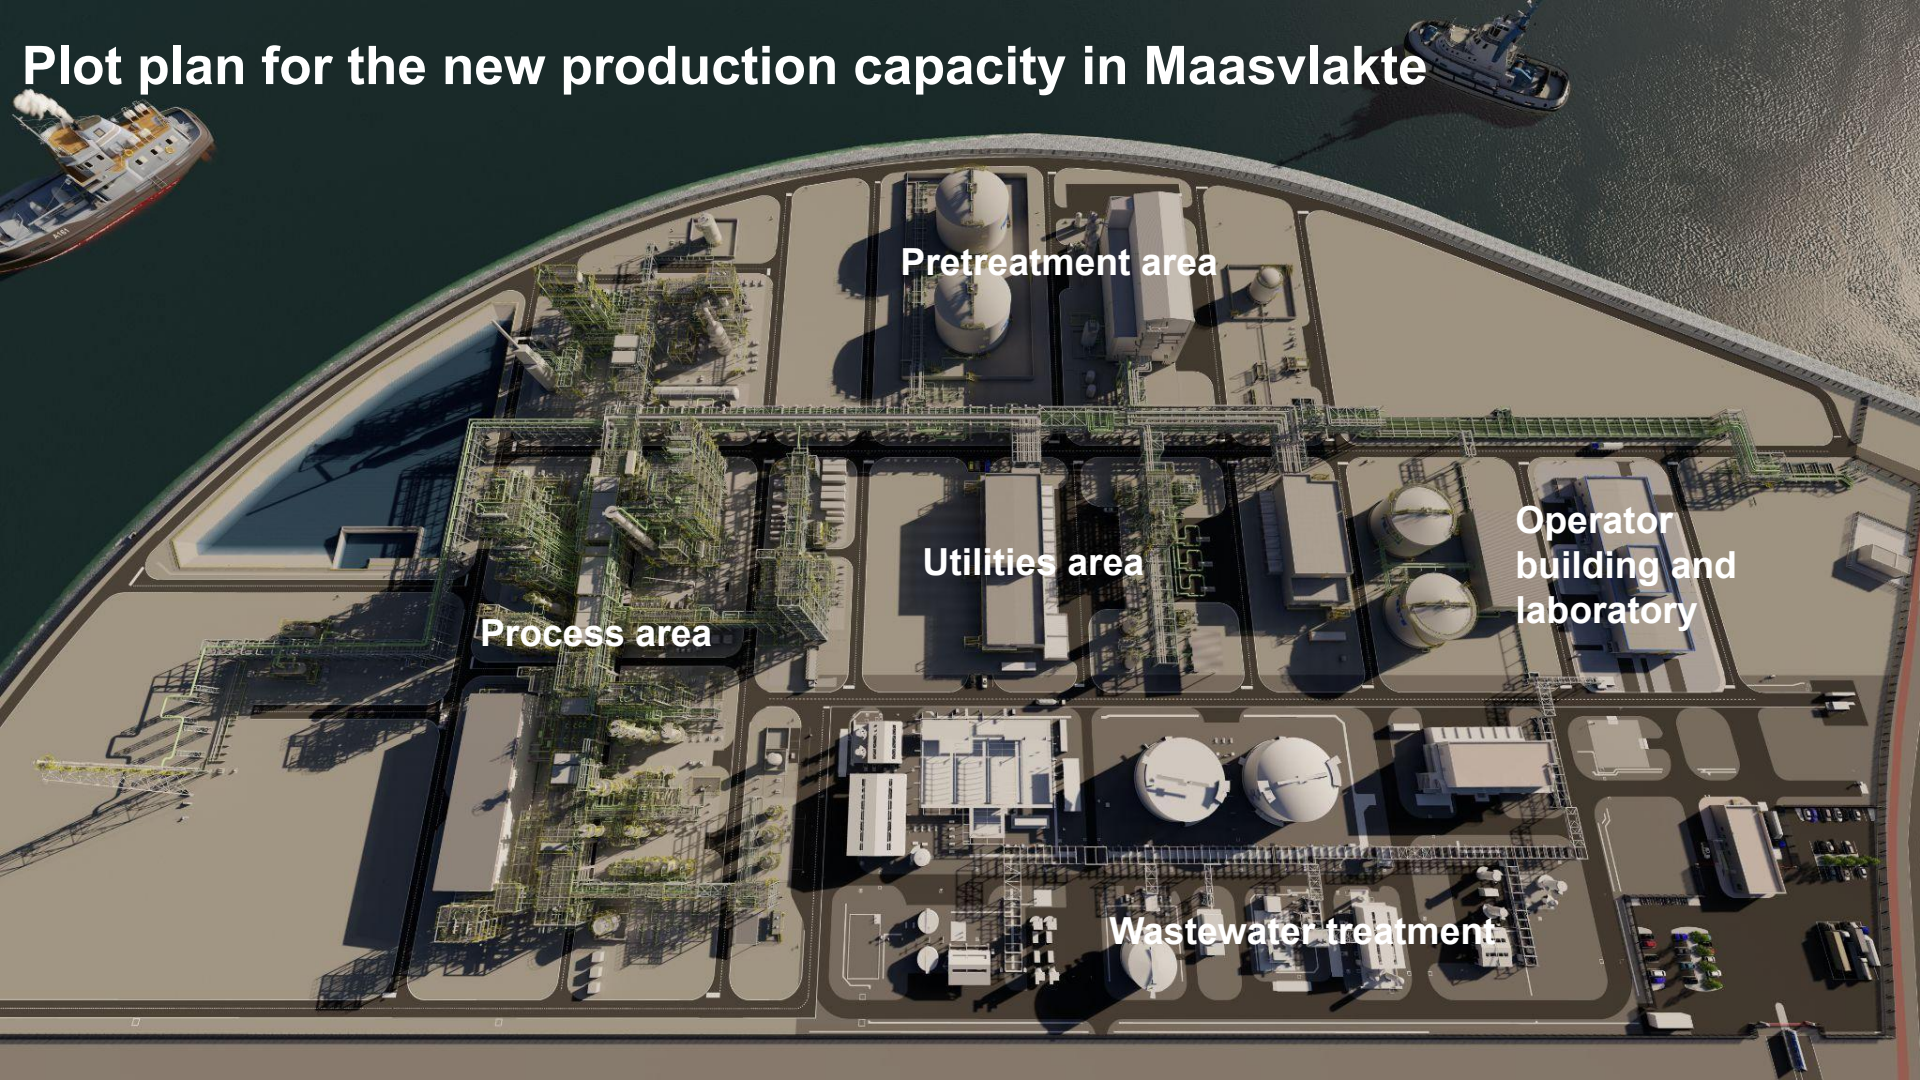 Plot plan for the new production capacity in Maasvlakte
A161
Pretreatment area
Operator
building and
laboratory
Utilities area
Process area
Wastewater treatment